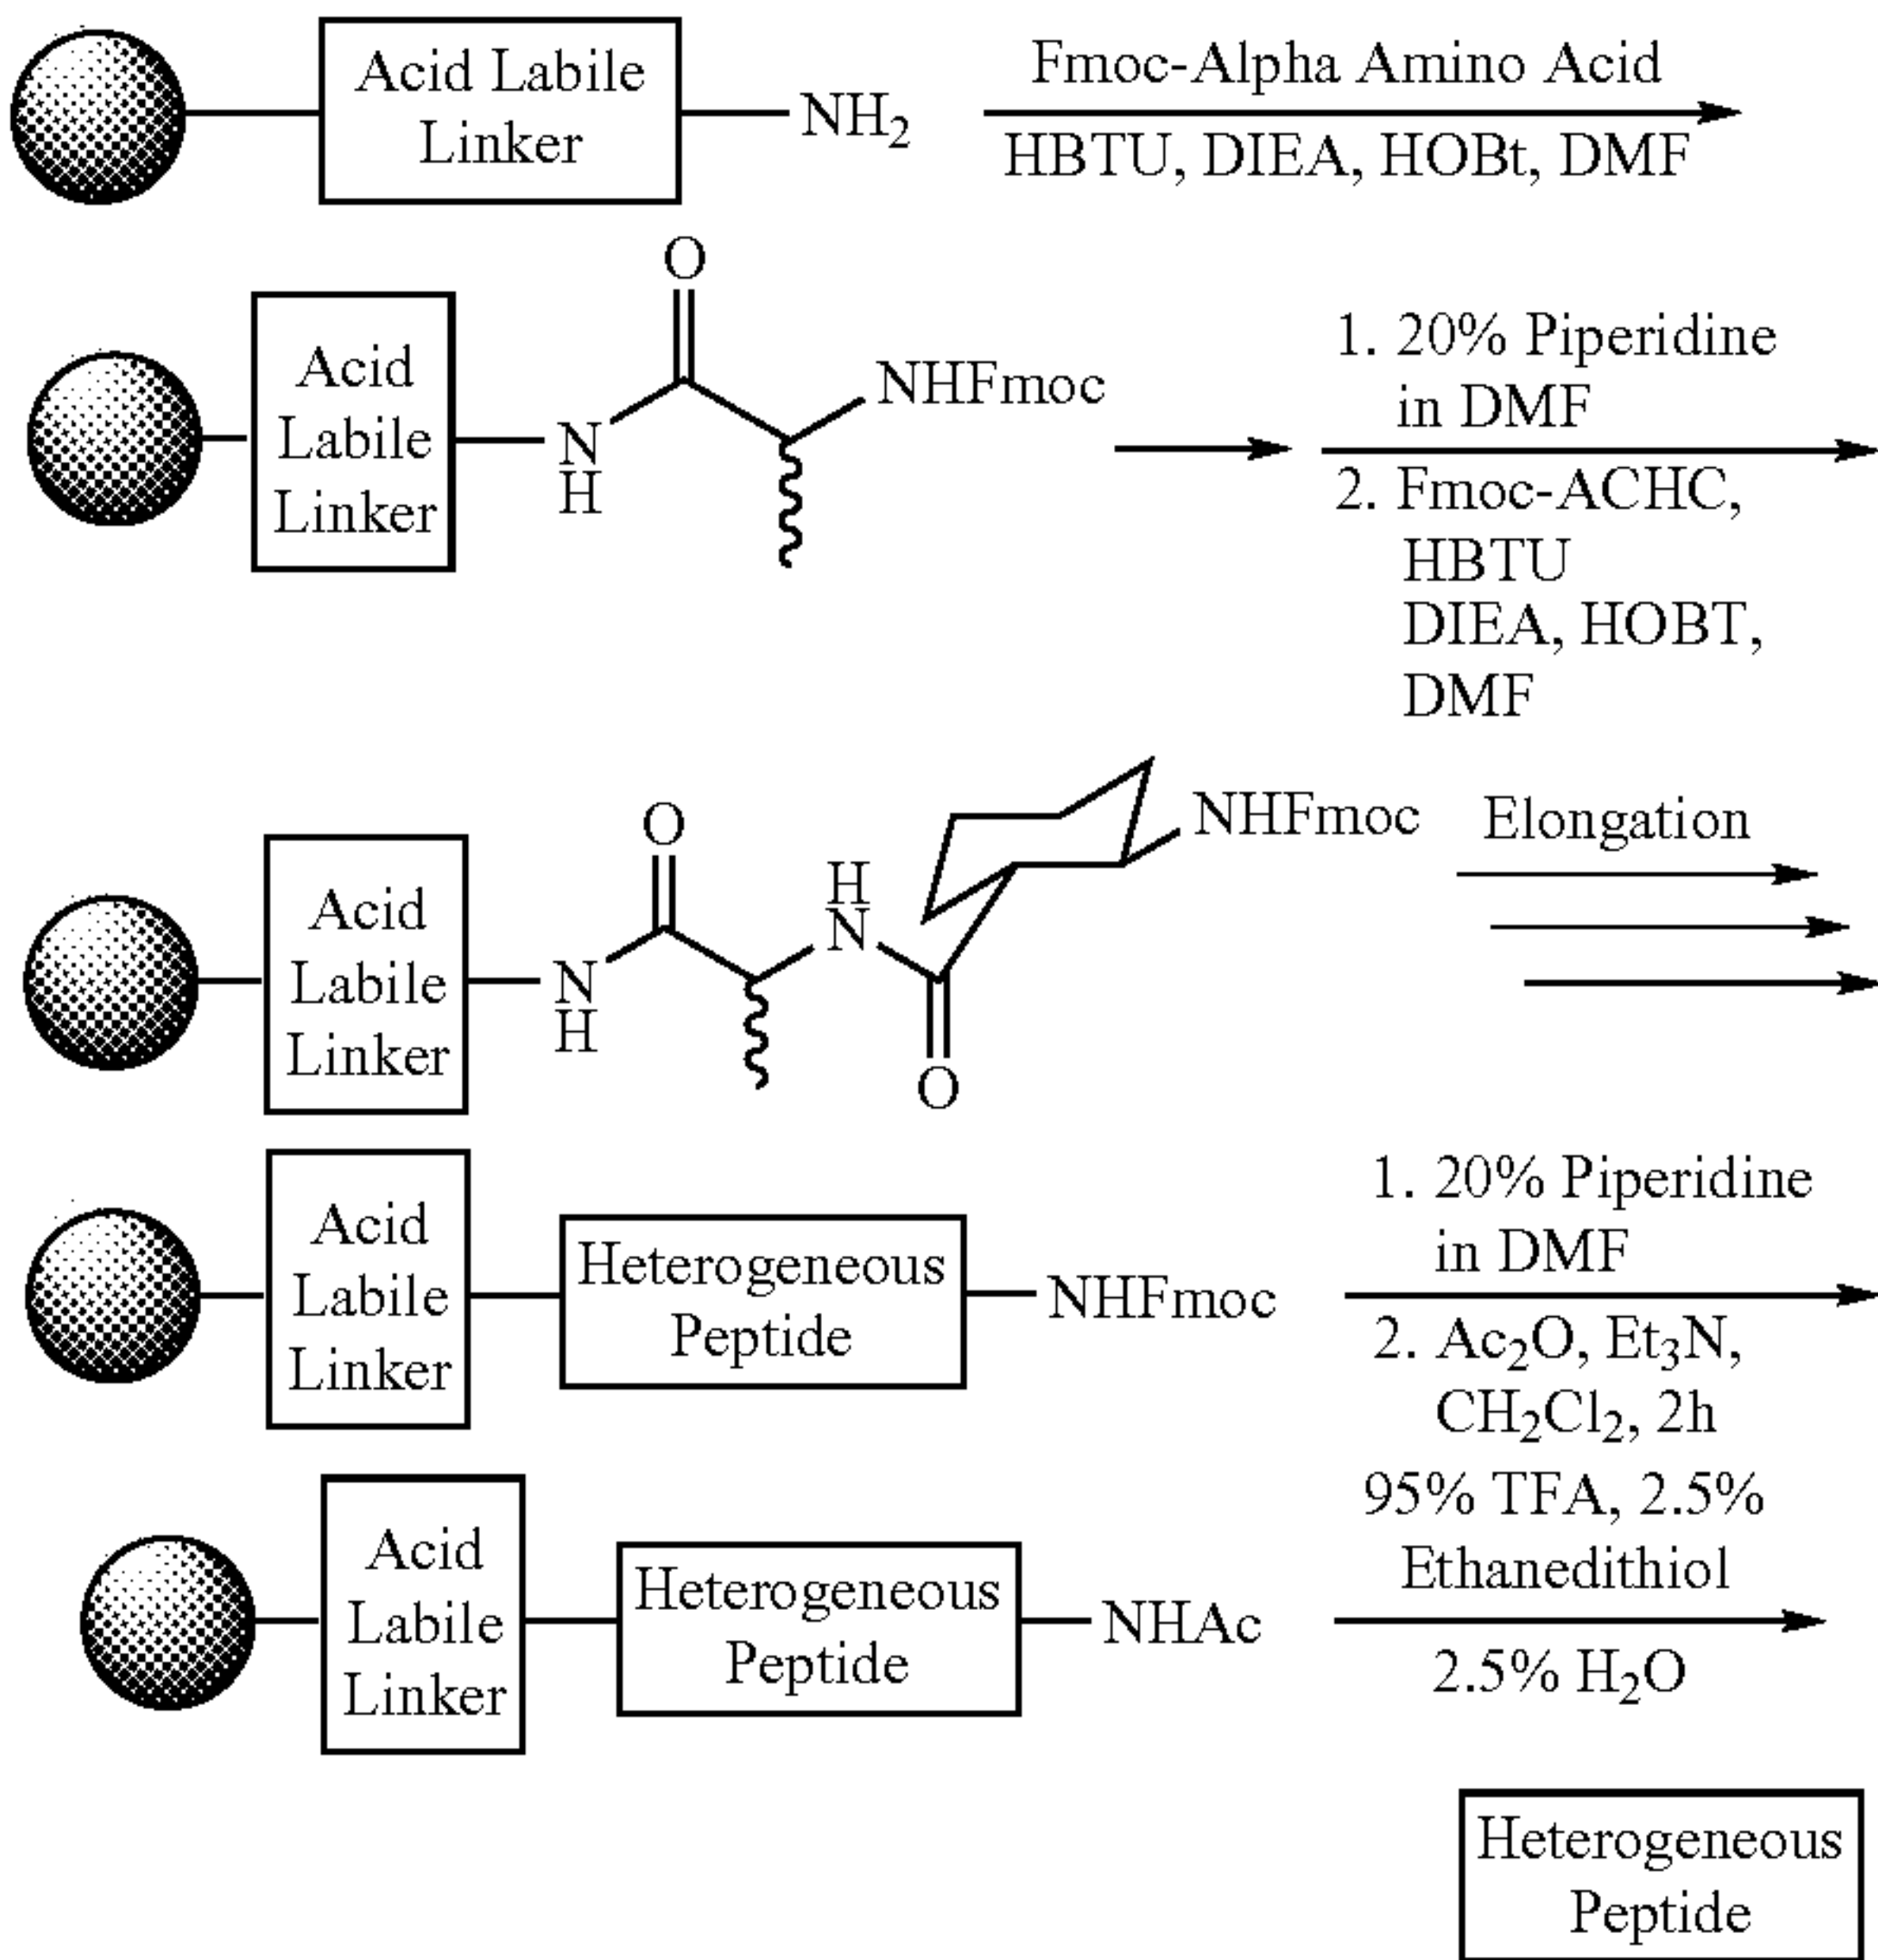 Acid Labile
Linker
NH2
Fmoc-Alpha Amino Acid
HBTU, DIEA, HOBt, DMF
Acid
Labile
Linker
N
H
O
NHFmoc
1. 20% Piperidine
in DMF
2. Fmoc-ACHC,
HBTU
DIEA, HOBT,
DMF
Acid
Labile
Linker
N
H
O
H
N
O
NHFmoc
Elongation
Acid
Labile
Linker
Heterogeneous
Peptide
NHFmoc
1. 20% Piperidine
in DMF
2. Ac2O, Et3N,
CH2Cl2, 2h
Acid
Labile
Linker
Heterogeneous
Peptide
NHAc
95% TFA, 2.5%
Ethanedithiol
2.5% H2O
Heterogeneous
Peptide